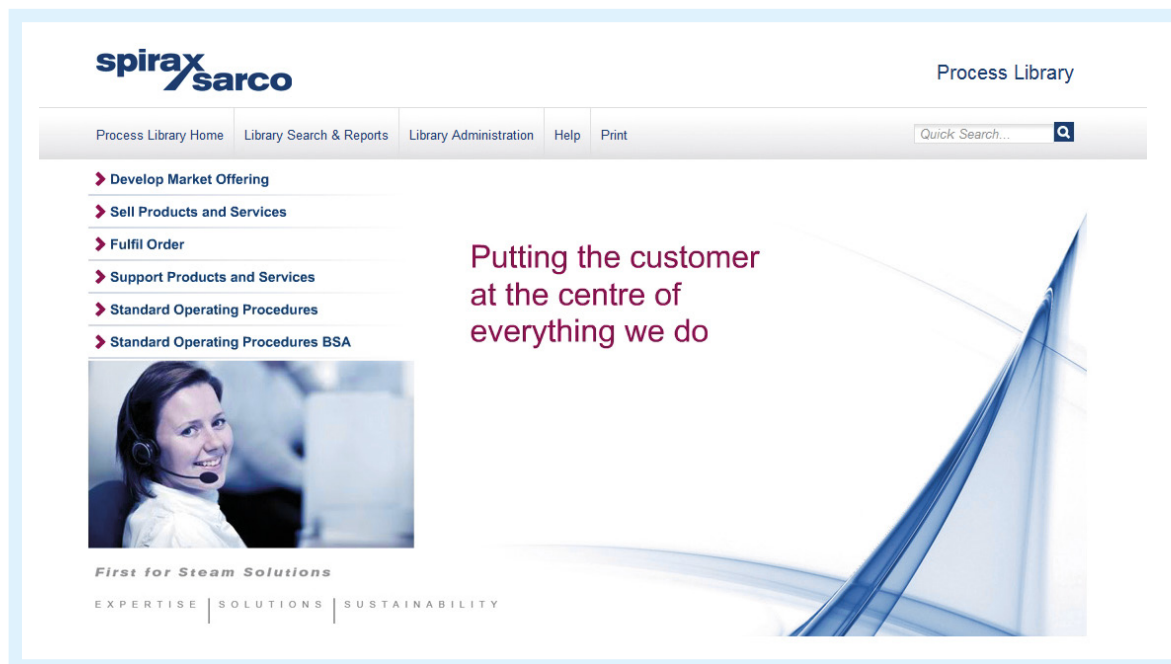 spirax
sarco
Process Library
Process Library Home Library Search & Reports Library Administration Help Print Quick Search...
Develop Market Offering
Sell Products and Services
Fulfil Order
Support Products and Services
Standard Operating Procedures
Standard Operating Procedures BSA
Putting the customer
at the centre of
everything we do
First for Steam Solutions
EXPERTISE SOLUTIONS SUSTAINABILITY